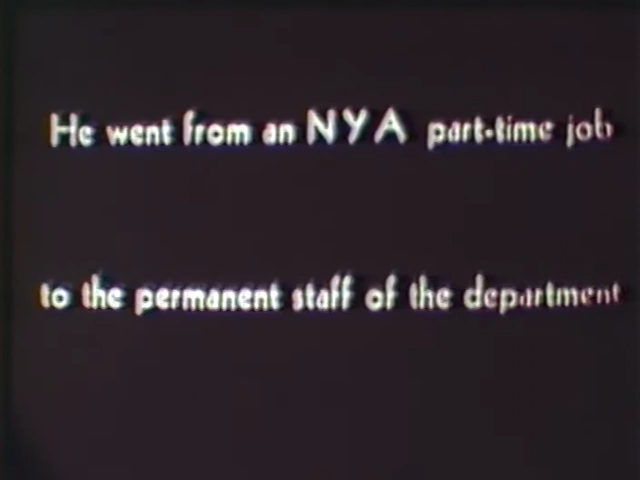 He went from an NYA part-time job
to the permanent staff of the department